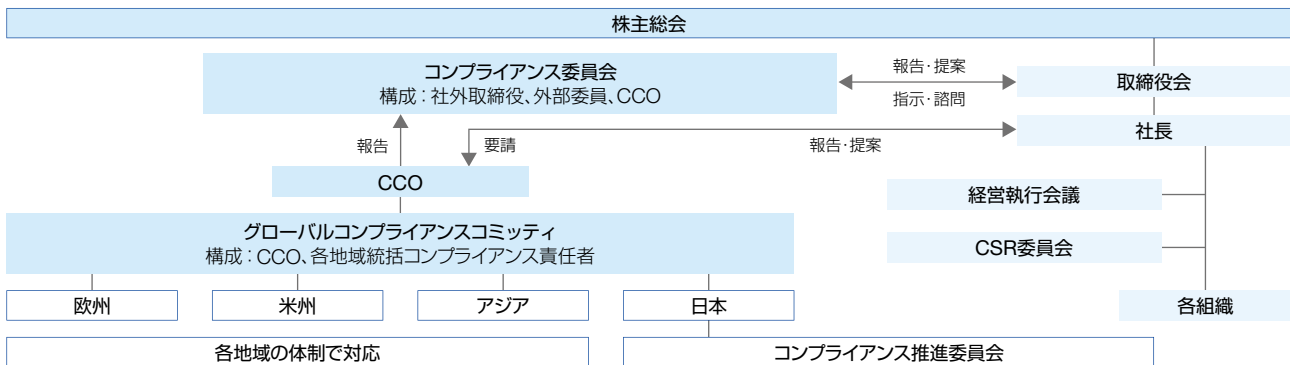 株主総会
コンプライアンス委員会
構成：社外取締役、外部委員、CCO
報告・提案
指示・諮問
取締役会
社長
報告
要請
報告・提案
CCO
経営執行会議
グローバルコンプライアンスコミッティ
構成：CCO、各地域統括コンプライアンス責任者
CSR委員会
欧州
米州
アジア
日本
各組織
各地域の体制で対応
コンプライアンス推進委員会